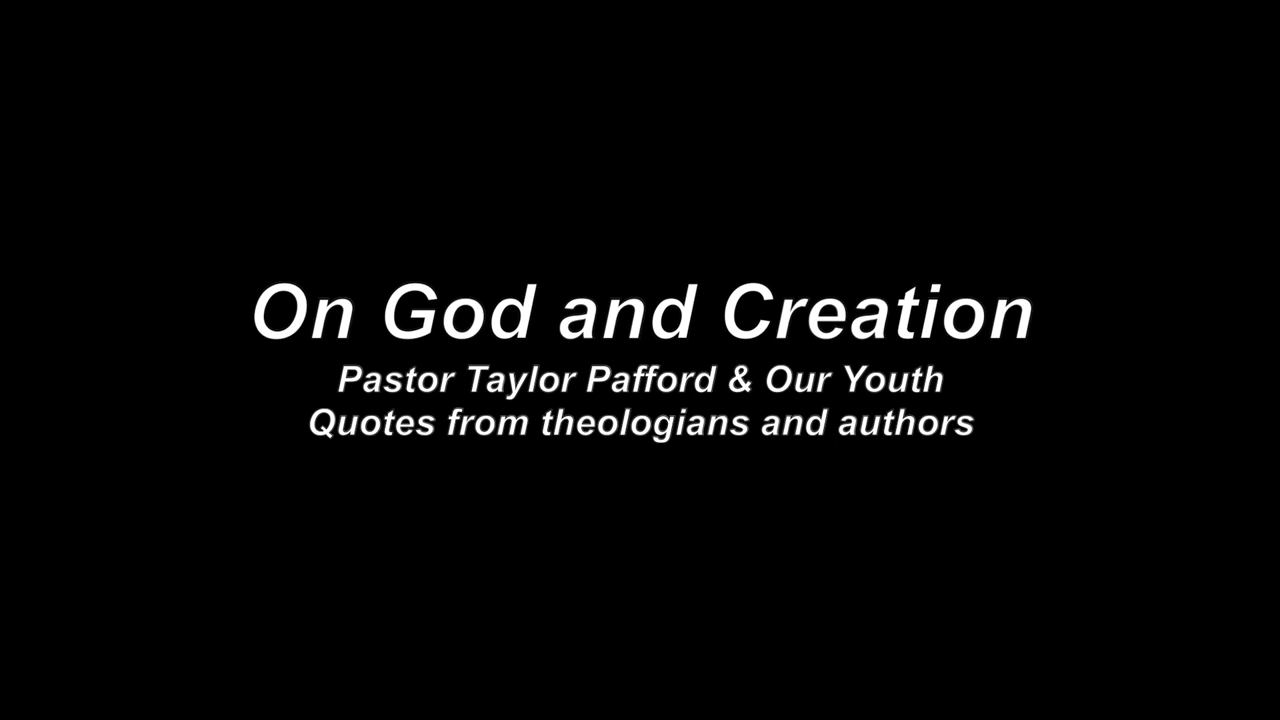 On God and Creation
Pastor Taylor Pafford & Our Youth
Quotes from theologians and authors